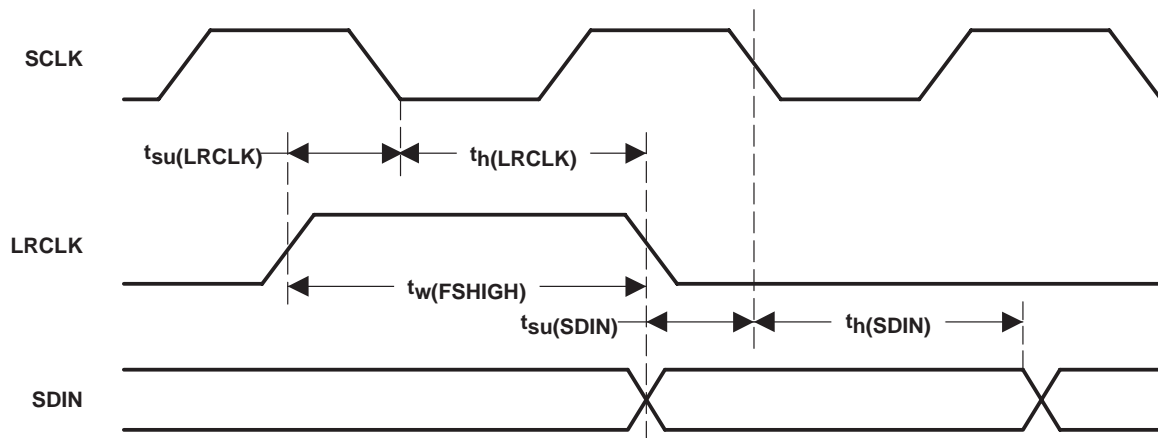 SCLK
tsu(LRCLK)
th(LRCLK)
LRCLK
tw(FSHIGH)
tsu(SDIN)
th(SDIN)
SDIN